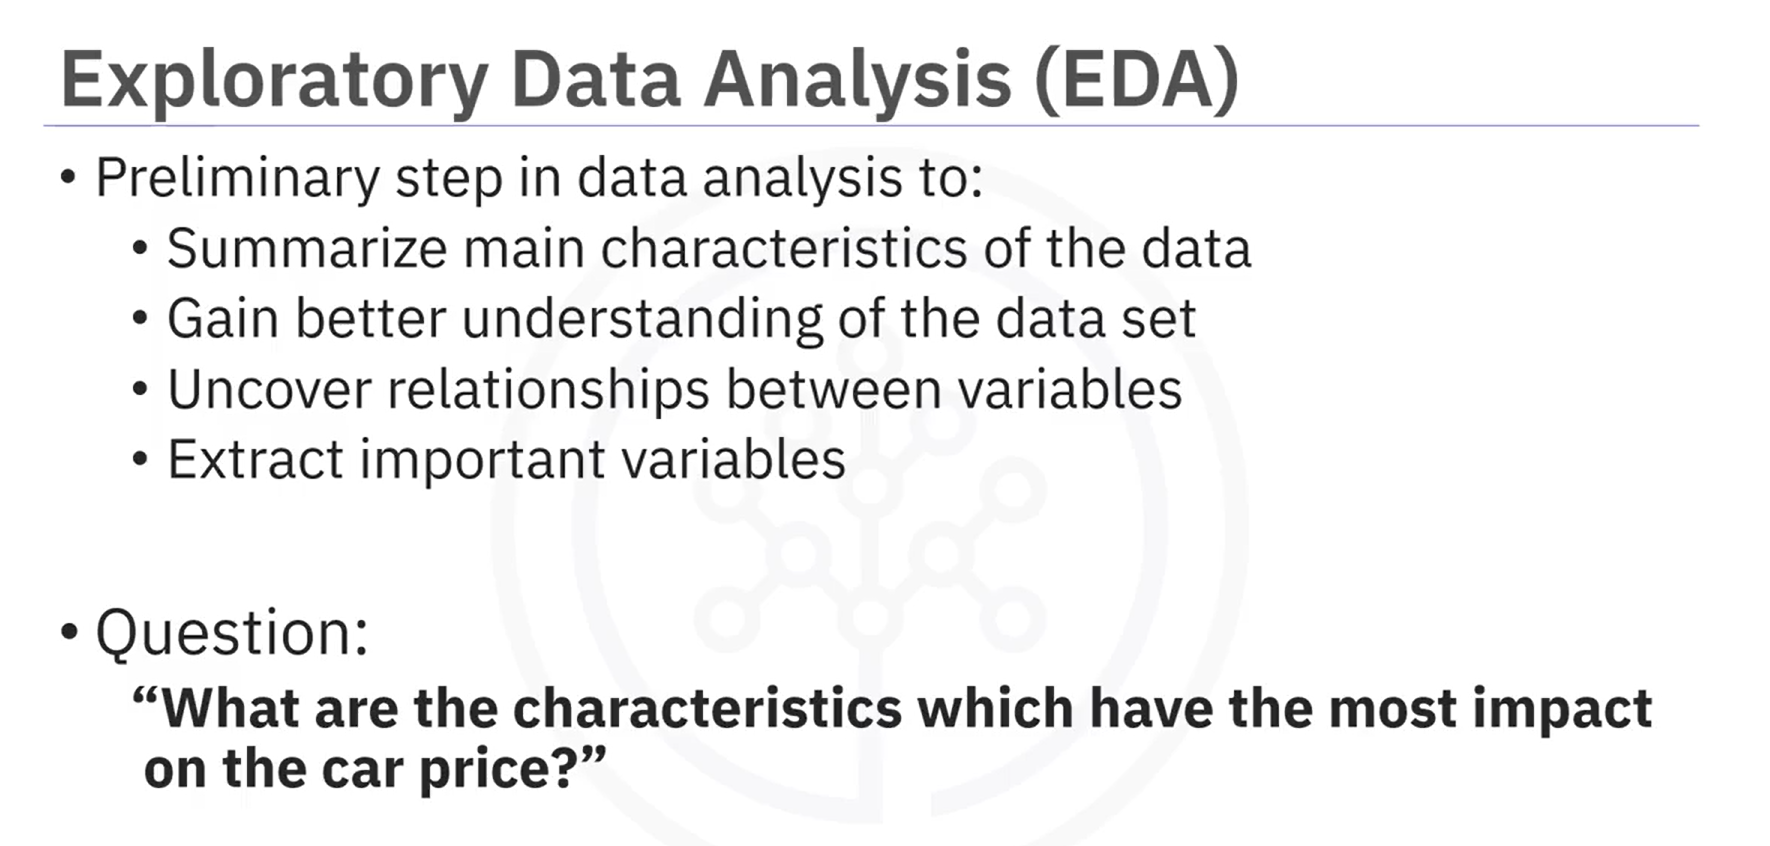 Exploratory Data Analysis (EDA)
• Preliminary step in data analysis to:
• Summarize main characteristics of the data
• Gain better understanding of the data set
• Uncover relationships between variables
• Extract important variables
• Question:
“What are the characteristics which have the most impact
on the car price?”